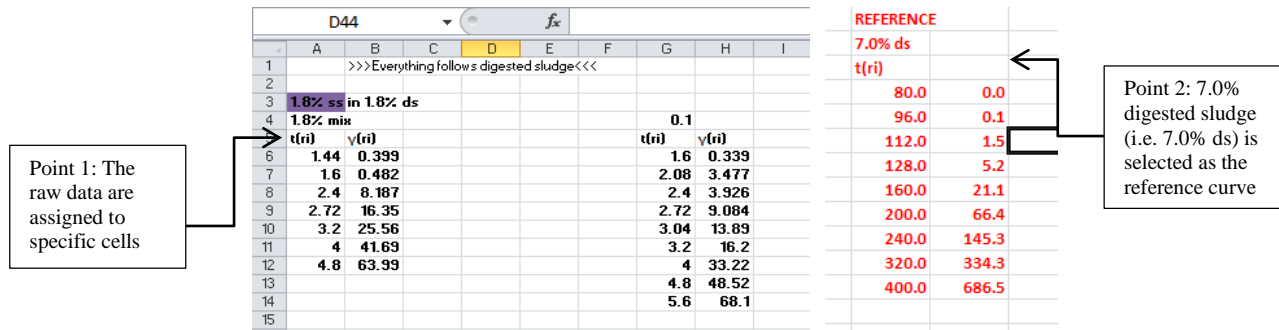 D44 fx
A B C D E F G H I
1 >>>Everything follows digested sludge<<<
2
3 1.8% ss in 1.8% ds
4 1.8% mix 0.1
5 t(ri) γ(ri) t(ri) γ(ri)
6 1.44 0.399 1.6 0.339
7 1.6 0.482 2.08 3.477
8 2.4 8.187 2.4 3.926
9 2.72 16.35 2.72 9.084
10 3.2 25.56 3.04 13.89
11 4 41.69 3.2 16.2
12 4.8 63.99 4 33.22
13 4.8 48.52
14 5.6 68.1
15
Point 1: The
raw data are
assigned to
specific cells
REFERENCE
7.0% ds
t(ri)
80.0 0.0
96.0 0.1
112.0 1.5
128.0 5.2
160.0 21.1
200.0 66.4
240.0 145.3
320.0 334.3
400.0 686.5
Point 2: 7.0%
digested sludge
(i.e. 7.0% ds) is
selected as the
reference curve